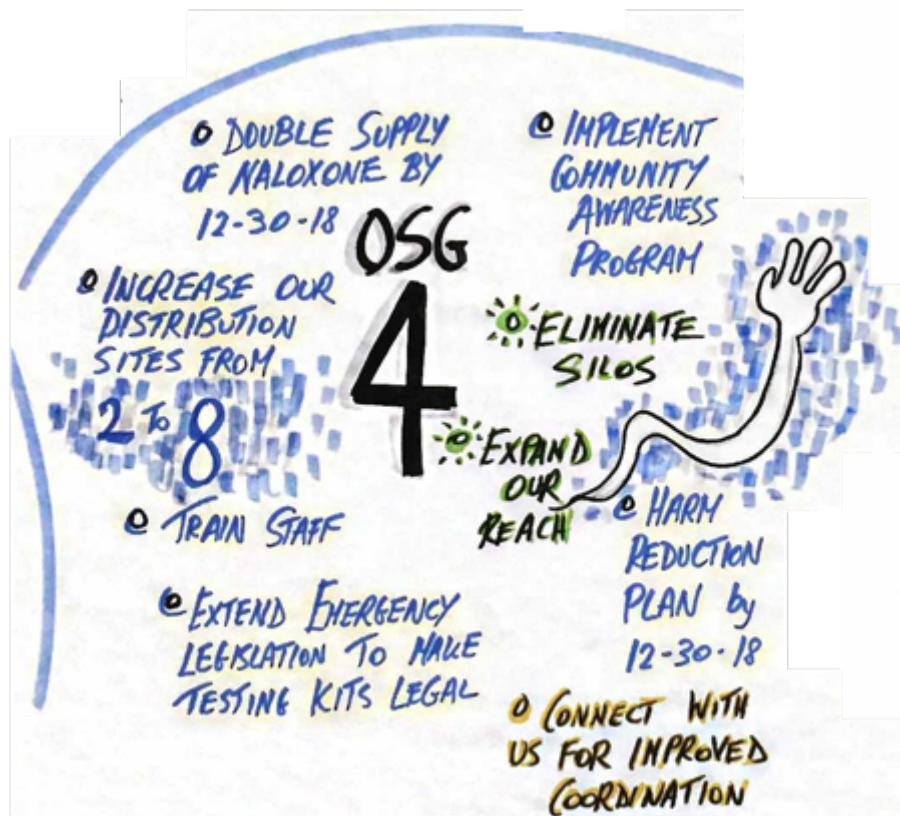 DOUBLE SUPPLY
OF NALOXONE BY
12-30-18
IMPLEMENT
COMMUNITY
AWARENESS
PROGRAM
OSG
4
INCREASE OUR
DISTRIBUTION
SITES FROM
2 TO 8
ELIMINATE
SILOS
EXPAND
OUR
REACH
TRAIN STAFF
HARM
REDUCTION
PLAN by
12-30-18
EXTEND EMERGENCY
LEGISLATION TO MAKE
TESTING KITS LEGAL
CONNECT WITH
US FOR IMPROVED
COORDINATION